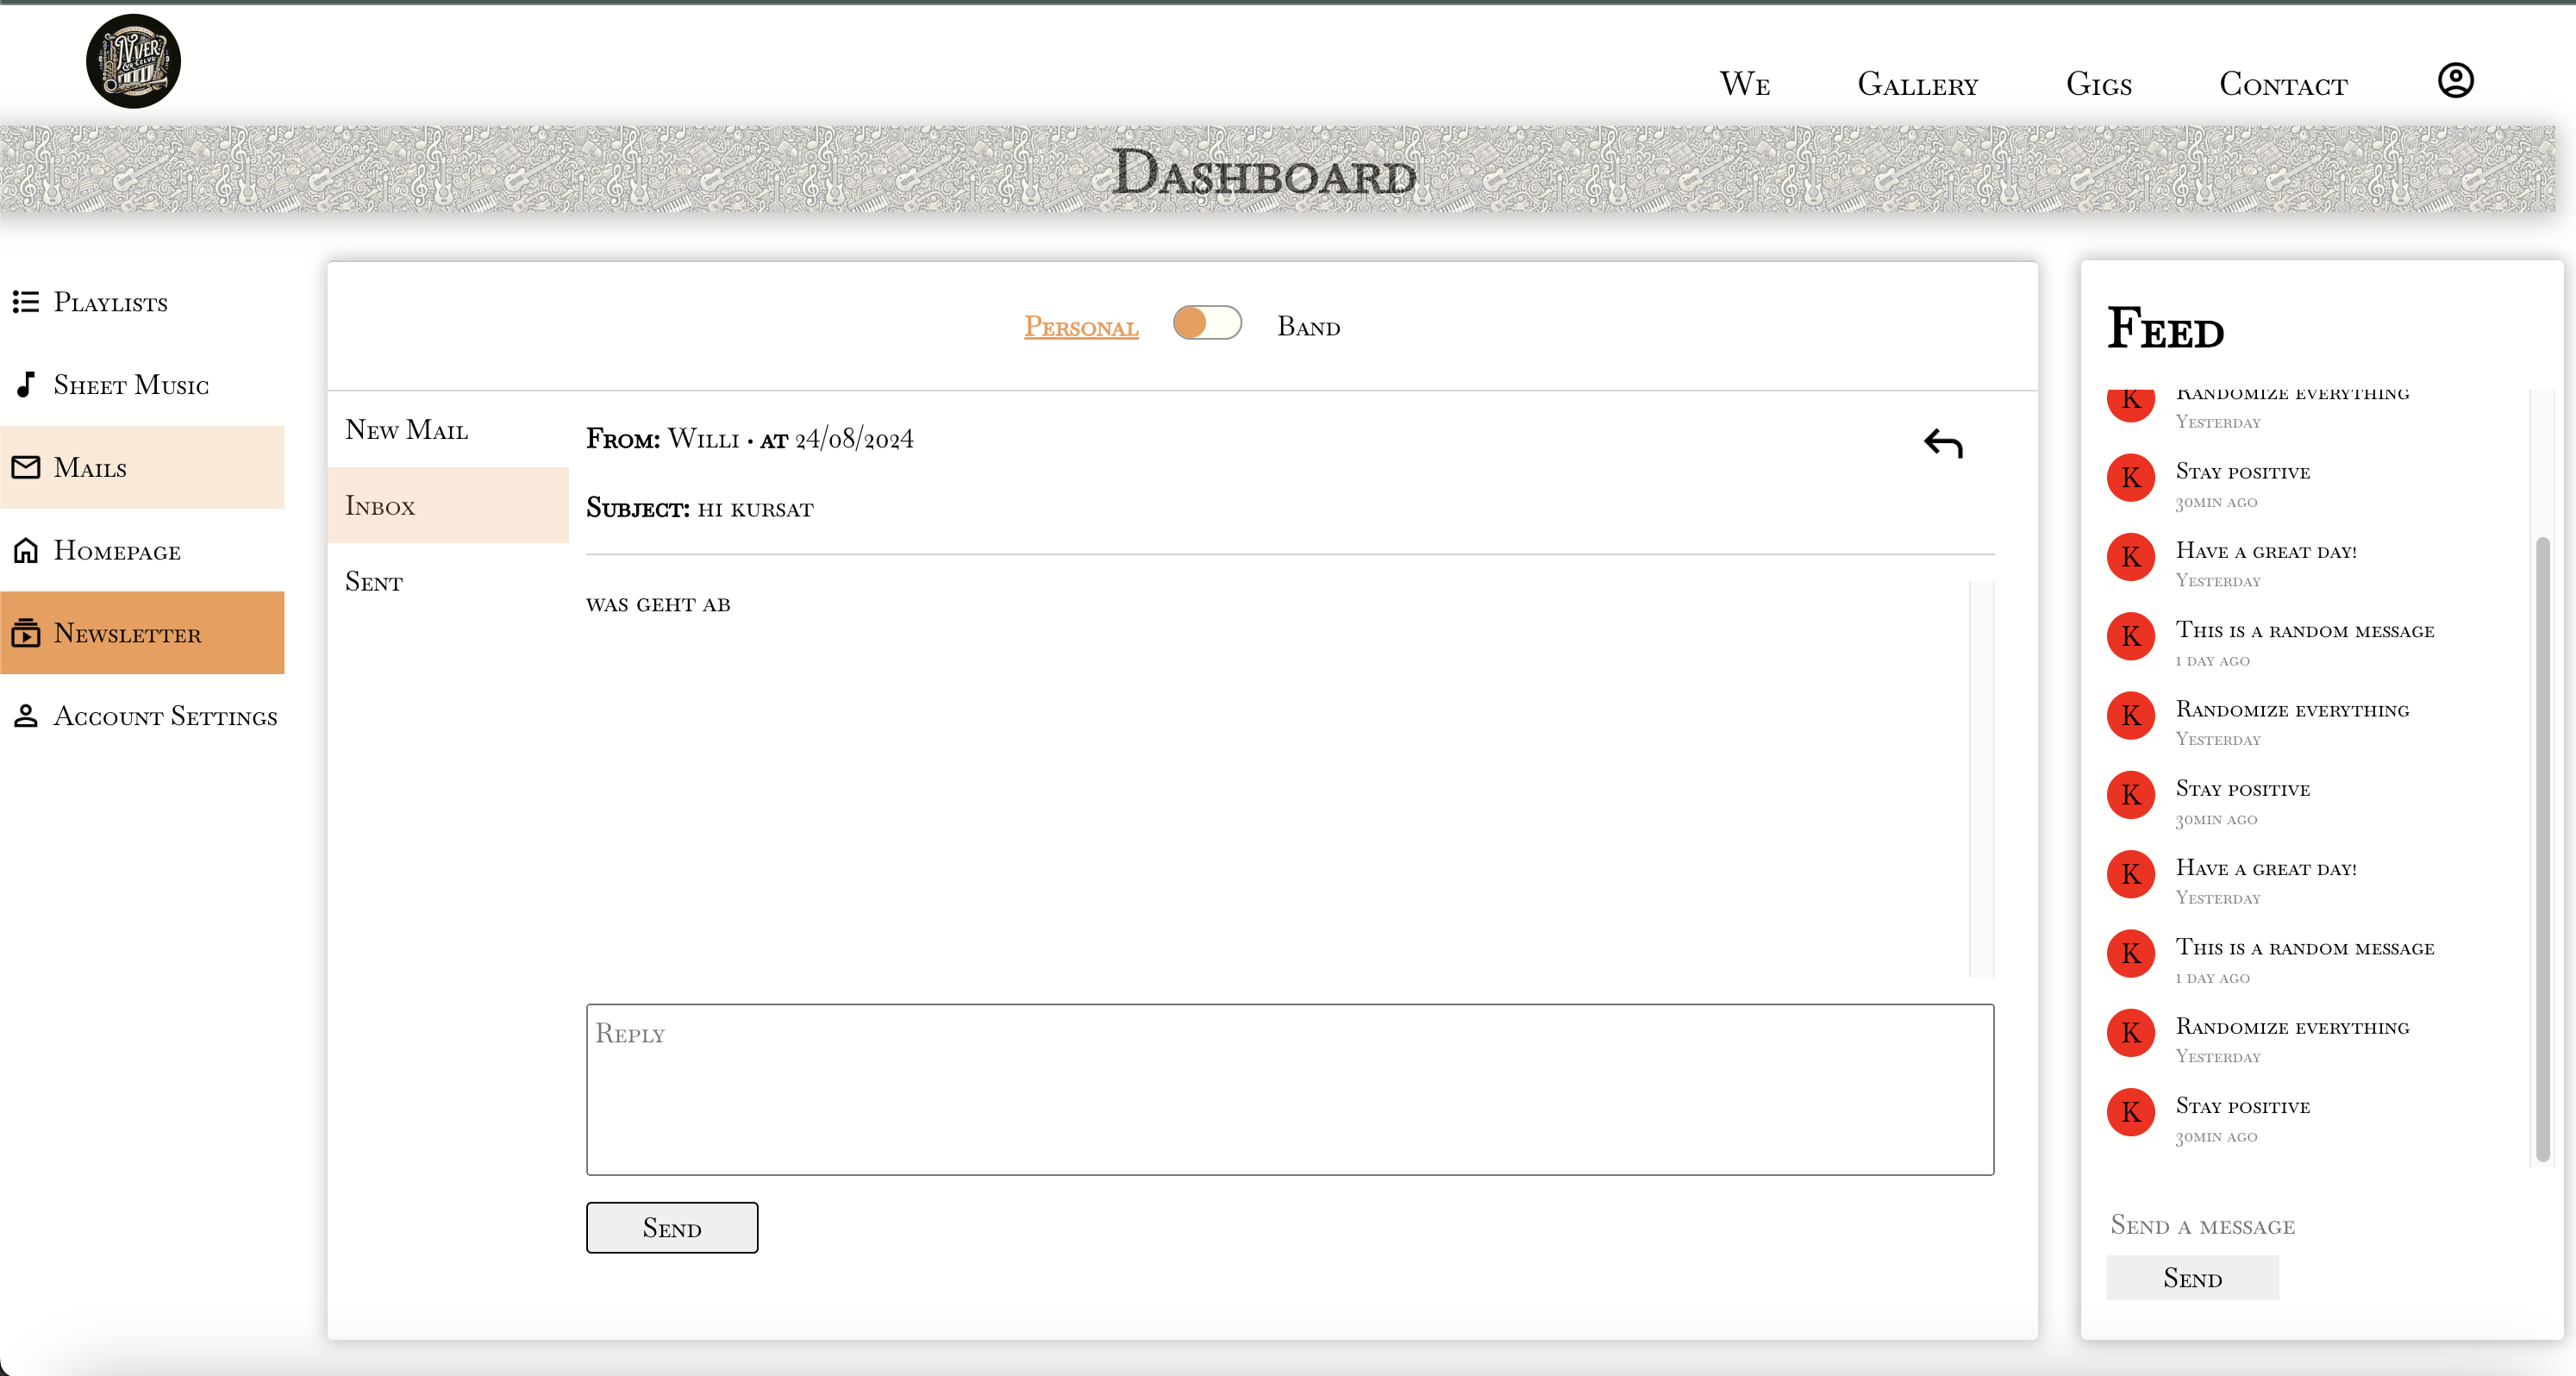 We Gallery Gigs Contact
Dashboard
Playlists
Sheet Music
Mails
Homepage
Newsletter
Account Settings
Personal Band
New Mail
Inbox
Sent
From: Willi • at 24/08/2024
Subject: hi kursat
was geht ab
Reply
Send
Feed
K Randomize everything
Yesterday
K Stay positive
30min ago
K Have a great day!
Yesterday
K This is a random message
1 day ago
K Randomize everything
Yesterday
K Stay positive
30min ago
K Have a great day!
Yesterday
K This is a random message
1 day ago
K Randomize everything
Yesterday
K Stay positive
30min ago
Send a message
Send